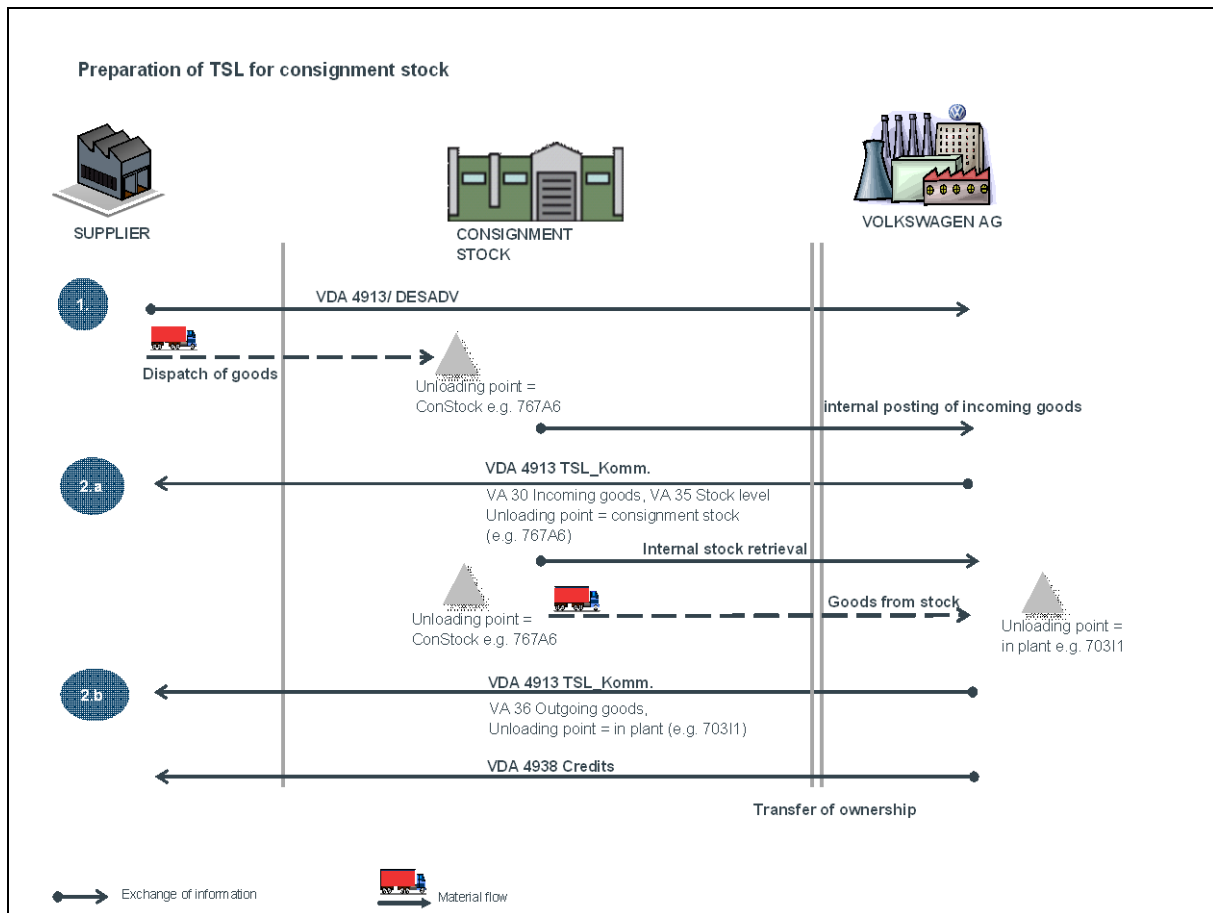 Preparation of TSL for consignment stock
SUPPLIER
CONSIGNMENT
STOCK
VOLKSWAGEN AG
1.
VDA 4913/ DESADV
Dispatch of goods
Unloading point =
ConStock e.g. 767A6
internal posting of incoming goods
2.a
VDA 4913 TSL_Komm.
VA 30 Incoming goods, VA 35 Stock level
Unloading point = consignment stock
(e.g. 767A6)
Internal stock retrieval
Goods from stock
Unloading point =
ConStock e.g. 767A6
Unloading point =
in plant e.g. 703I1
2.b
VDA 4913 TSL_Komm.
VA 36 Outgoing goods,
Unloading point = in plant (e.g. 703I1)
VDA 4938 Credits
Transfer of ownership
Exchange of information
Material flow